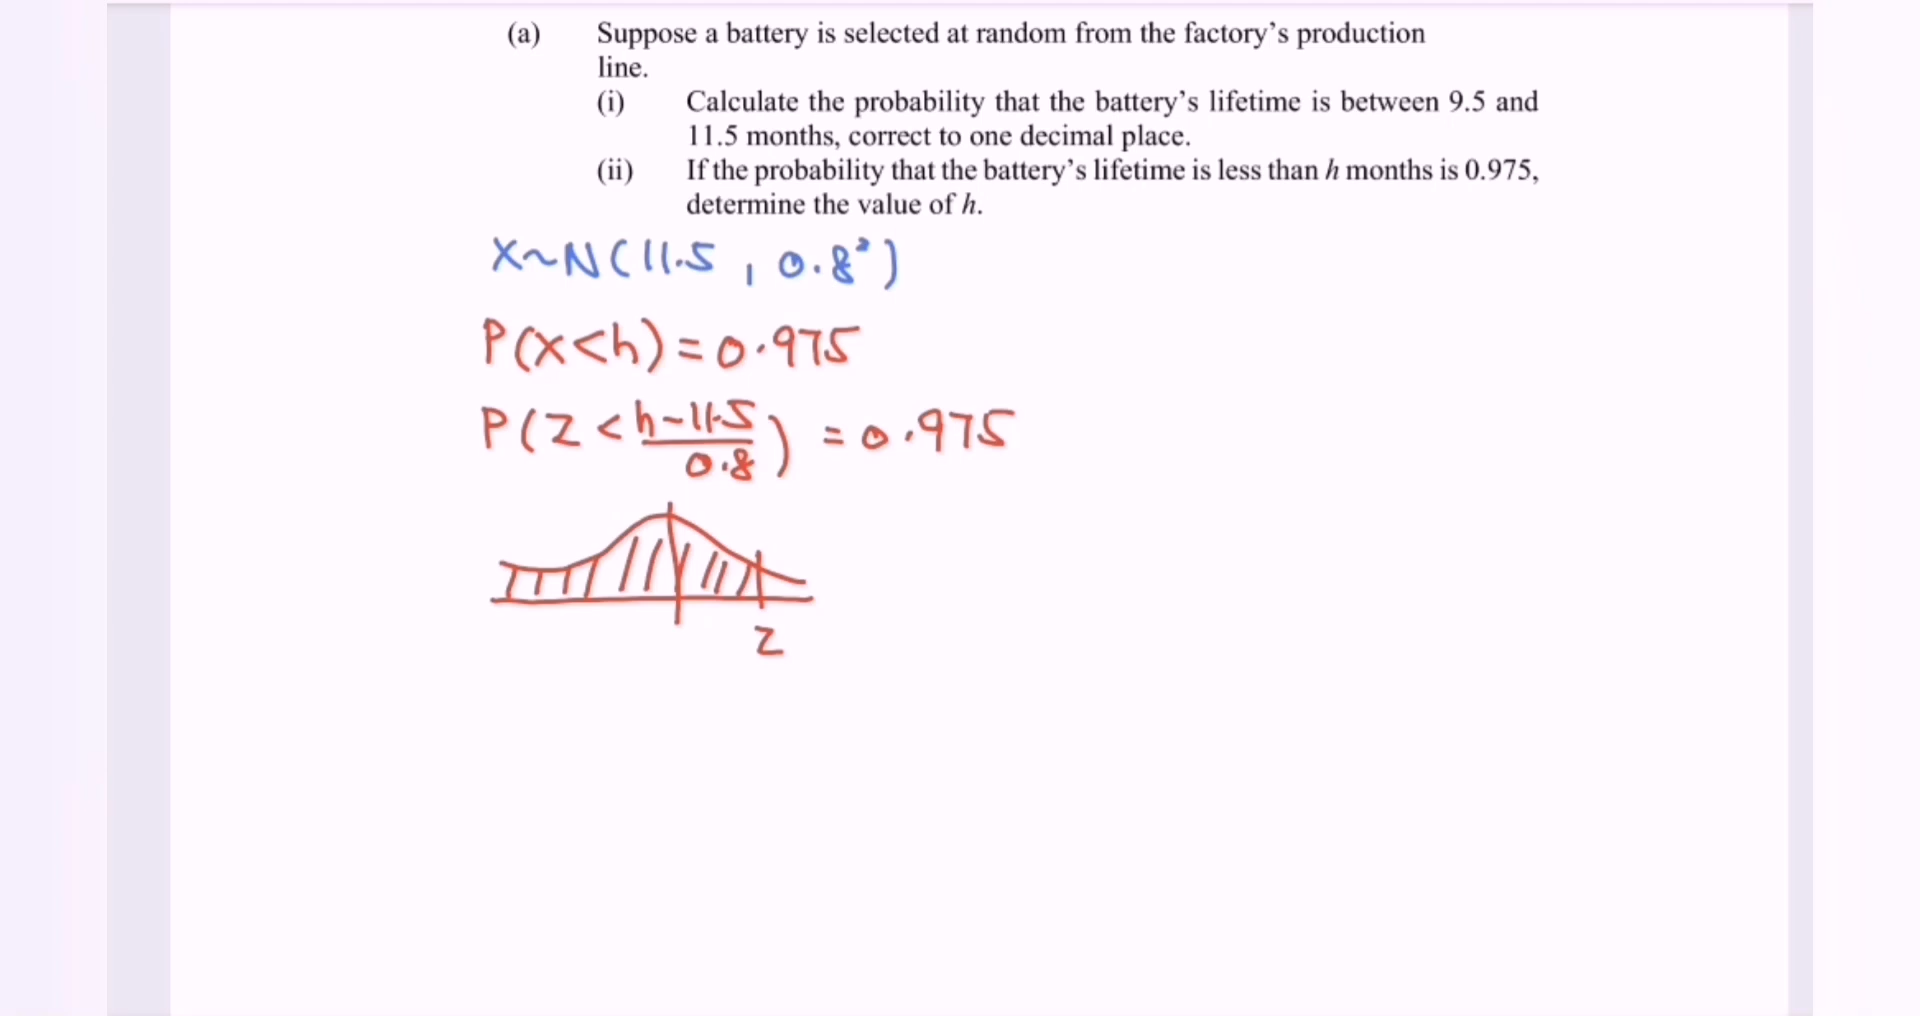 (a) Suppose a battery is selected at random from the factory's production
line.
(i) Calculate the probability that the battery's lifetime is between 9.5 and
11.5 months, correct to one decimal place.
(ii) If the probability that the battery's lifetime is less than h months is 0.975,
determine the value of h.
X~N(11.5, 0.8²)
P(X<h)=0.975
P(Z<h-11.5/0.8)=0.975
Z